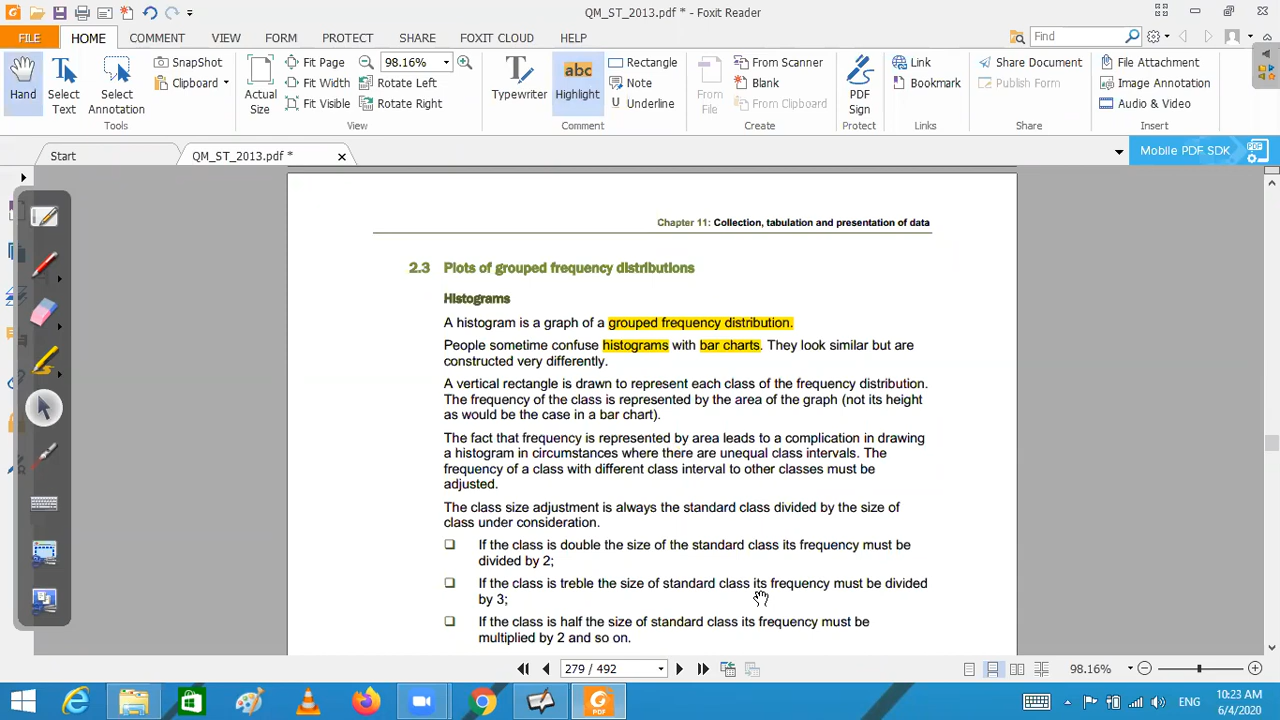 QM_ST_2013.pdf * - Foxit Reader
FILE HOME COMMENT VIEW FORM PROTECT SHARE FOXIT CLOUD HELP Find
Hand
Select Text
Select Annotation
SnapShot
Clipboard
Tools
Actual Size
Fit Page
Fit Width
Fit Visible
98.16%
Rotate Left
Rotate Right
View
Typewriter
Highlight
Rectangle
Note
Underline
Comment
From File
From Scanner
Blank
From Clipboard
Create
PDF Sign
Protect
Link
Bookmark
Links
Share Document
Publish Form
Share
File Attachment
Image Annotation
Audio & Video
Insert
Start
QM_ST_2013.pdf *
Mobile PDF SDK
Chapter 11: Collection, tabulation and presentation of data
2.3 Plots of grouped frequency distributions
Histograms
A histogram is a graph of a grouped frequency distribution.
People sometime confuse histograms with bar charts. They look similar but are
constructed very differently.
A vertical rectangle is drawn to represent each class of the frequency distribution.
The frequency of the class is represented by the area of the graph (not its height
as would be the case in a bar chart).
The fact that frequency is represented by area leads to a complication in drawing
a histogram in circumstances where there are unequal class intervals. The
frequency of a class with different class interval to other classes must be
adjusted.
The class size adjustment is always the standard class divided by the size of
class under consideration.
If the class is double the size of the standard class its frequency must be
divided by 2;
If the class is treble the size of standard class its frequency must be divided
by 3;
If the class is half the size of standard class its frequency must be
multiplied by 2 and so on.
279 / 492
98.16%
ENG
10:23 AM
6/4/2020